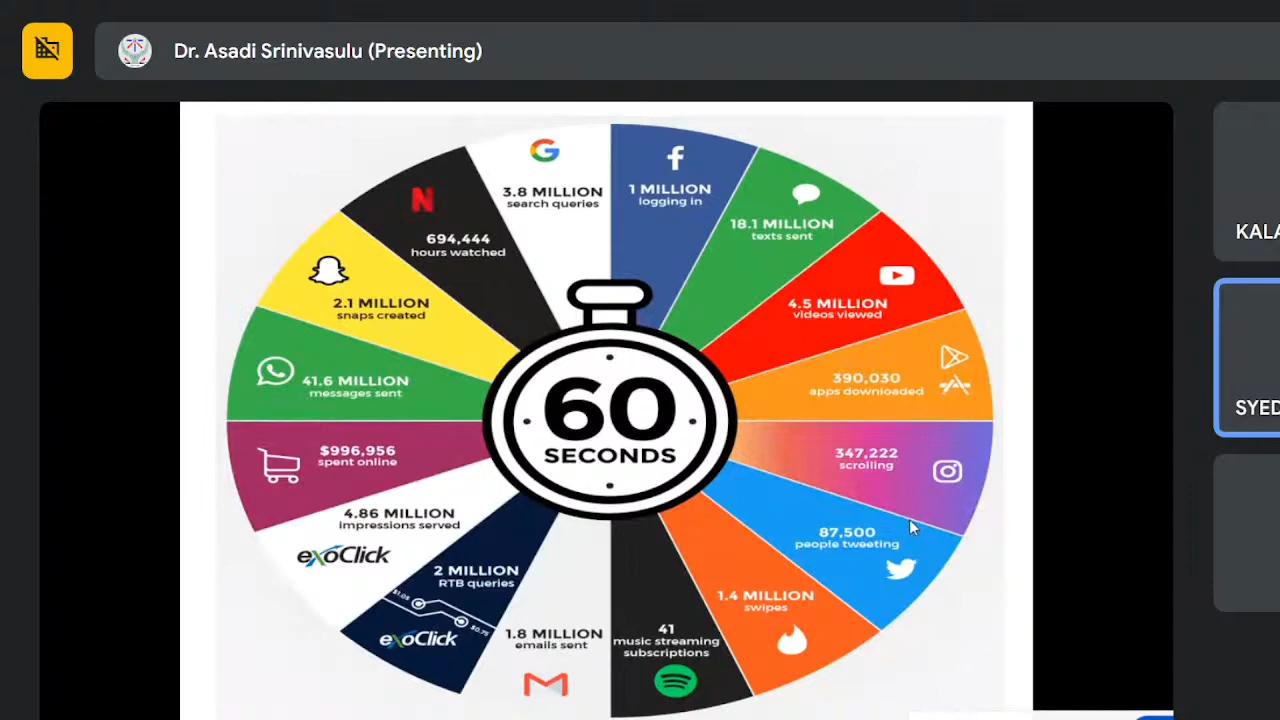 Dr. Asadi Srinivasulu (Presenting)
3.8 MILLION
search queries
1 MILLION
logging in
18.1 MILLION
texts sent
4.5 MILLION
videos viewed
390,030
apps downloaded
347,222
scrolling
87,500
people tweeting
1.4 MILLION
swipes
41
music streaming
subscriptions
1.8 MILLION
emails sent
2 MILLION
RTB queries
$1.05
$0.75
exoClick
4.86 MILLION
impressions served
exoClick
$996,956
spent online
41.6 MILLION
messages sent
2.1 MILLION
snaps created
N
694,444
hours watched
60
SECONDS
KALA
SYED